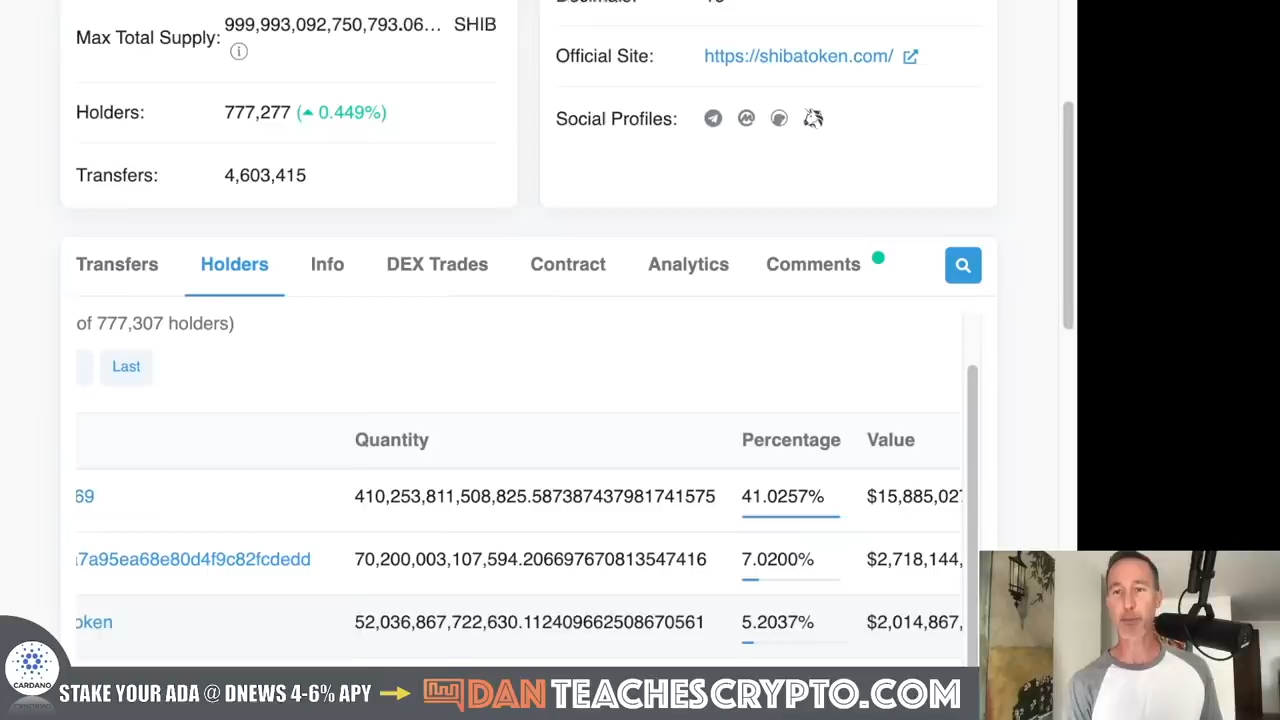 Max Total Supply: 999,993,092,750,793.06... SHIB
Holders: 777,277 (0.449%)
Transfers: 4,603,415
Official Site: https://shibatoken.com/
Social Profiles:
Transfers Holders Info DEX Trades Contract Analytics Comments
of 777,307 holders)
Last
Quantity Percentage Value
69 410,253,811,508,825.587387437981741575 41.0257% $15,885,027
7a95ea68e80d4f9c82fcdedd 70,200,003,107,594.206697670813547416 7.0200% $2,718,144,
oken 52,036,867,722,630.112409662508670561 5.2037% $2,014,867,
CARDANO
STAKE YOUR ADA @ DNEWS 4-6% APY
DANTEACHESCRYPTO.COM